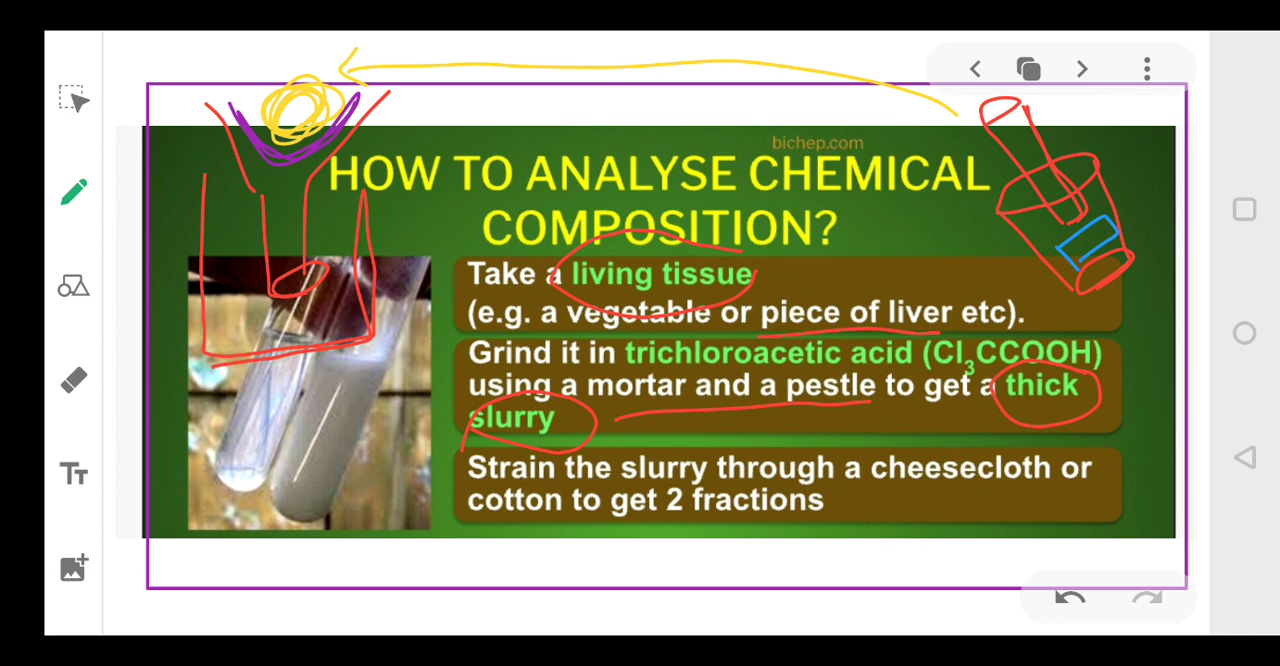 bichep.com
HOW TO ANALYSE CHEMICAL
COMPOSITION?
Take a living tissue
(e.g. a vegetable or piece of liver etc).
Grind it in trichloroacetic acid (Cl3CCOOH)
using a mortar and a pestle to get a thick
slurry
Strain the slurry through a cheesecloth or
cotton to get 2 fractions
Tт